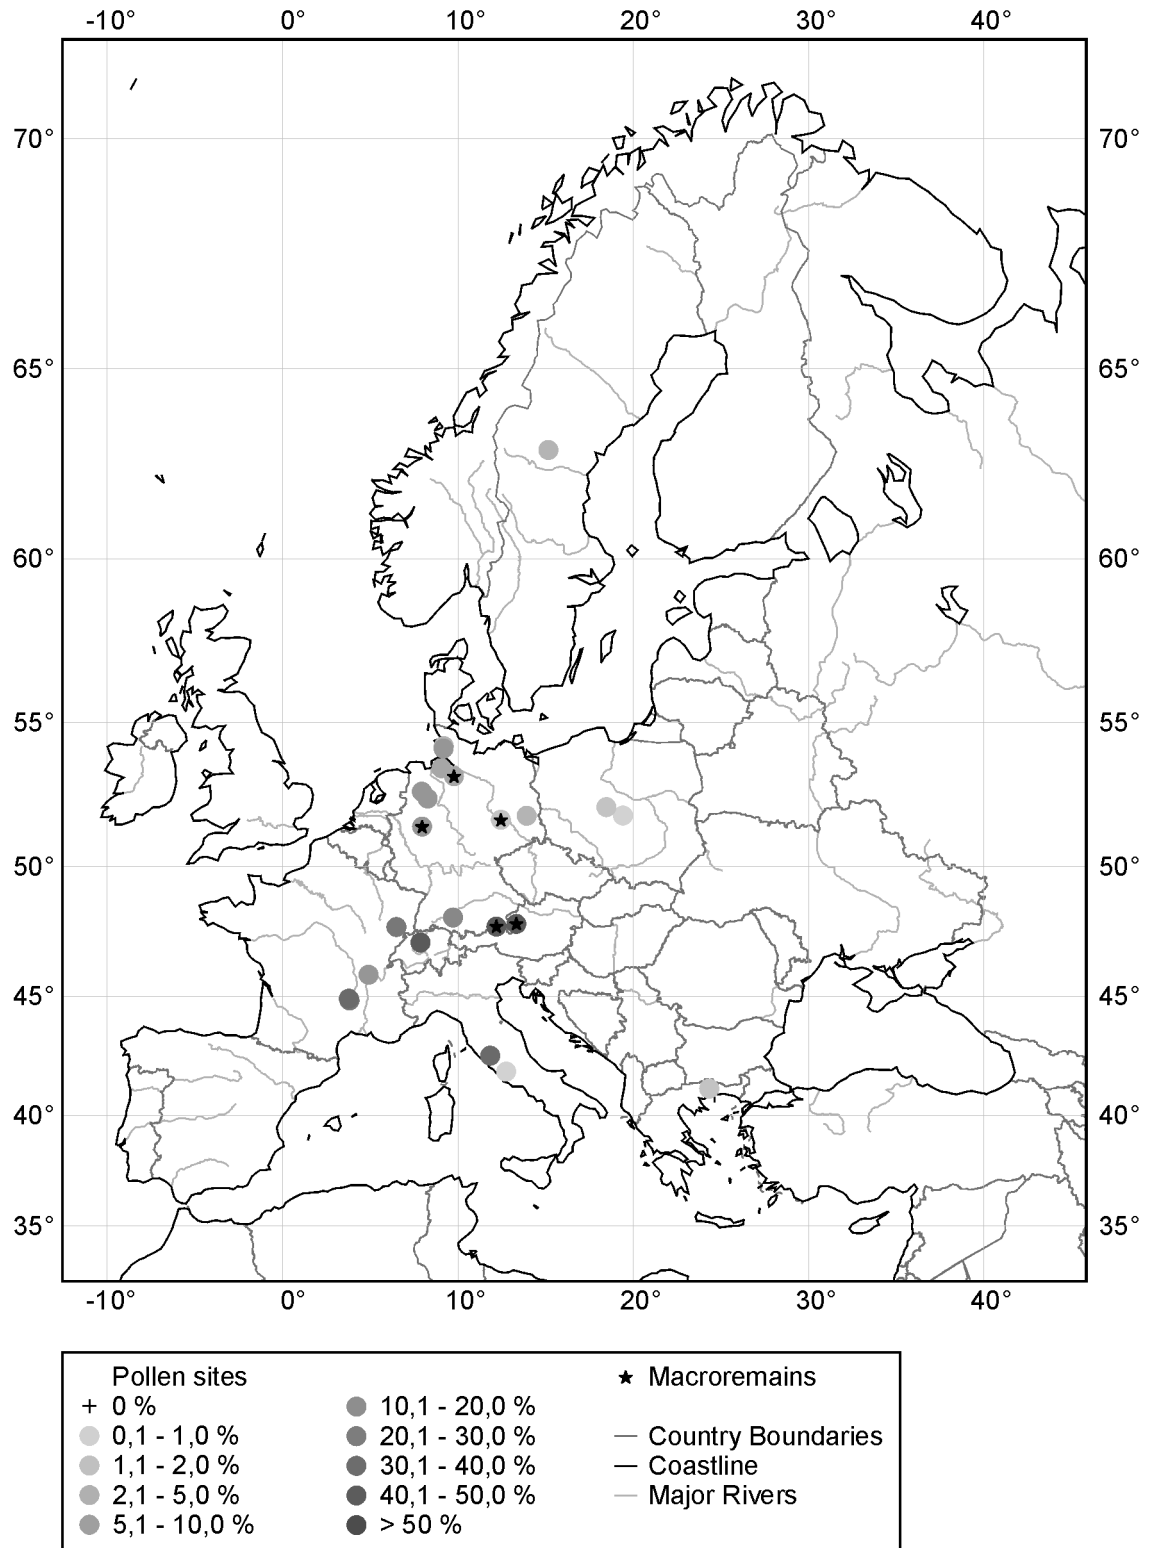 -10° 0° 10° 20° 30° 40°
70° 70°
65° 65°
60° 60°
55° 55°
50° 50°
45° 45°
40° 40°
35° 35°
-10° 0° 10° 20° 30° 40°
Pollen sites
+ 0 %
0,1 - 1,0 %
1,1 - 2,0 %
2,1 - 5,0 %
5,1 - 10,0 %
10,1 - 20,0 %
20,1 - 30,0 %
30,1 - 40,0 %
40,1 - 50,0 %
> 50 %
Macroremains
Country Boundaries
Coastline
Major Rivers